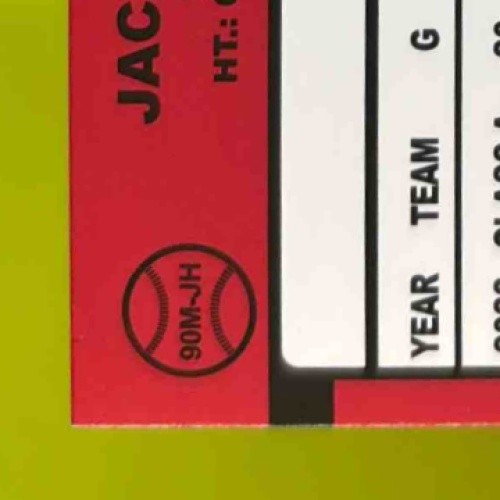 JAC
HT.:
90M-JH
YEAR TEAM G